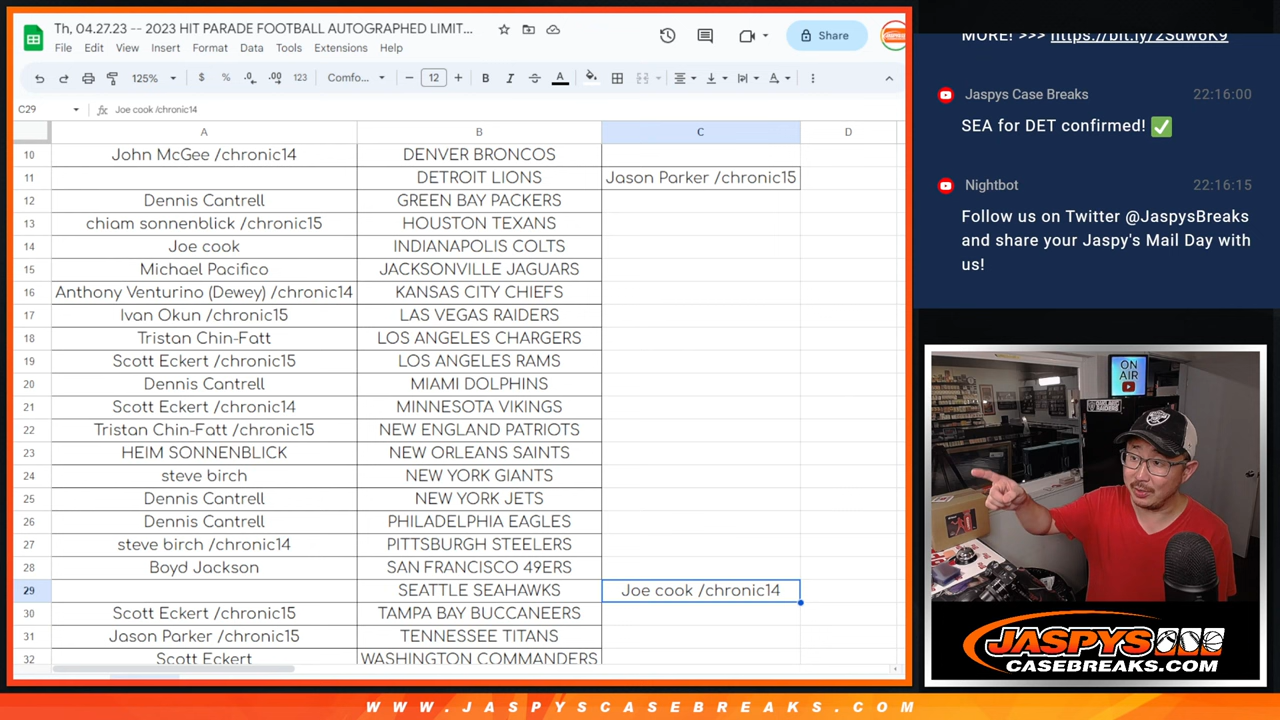 Th, 04.27.23 -- 2023 HIT PARADE FOOTBALL AUTOGRAPHED LIMIT...
Share
File Edit View Insert Format Data Tools Extensions Help
125% $ % .0 .00 123 Comfo... − 12 + B I S A
C29 fx Joe cook /chronic14
A B C D
10 John McGee /chronic14 DENVER BRONCOS
11 DETROIT LIONS Jason Parker /chronic15
12 Dennis Cantrell GREEN BAY PACKERS
13 chiam sonnenblick /chronic15 HOUSTON TEXANS
14 Joe cook INDIANAPOLIS COLTS
15 Michael Pacifico JACKSONVILLE JAGUARS
16 Anthony Venturino (Dewey) /chronic14 KANSAS CITY CHIEFS
17 Ivan Okun /chronic15 LAS VEGAS RAIDERS
18 Tristan Chin-Fatt LOS ANGELES CHARGERS
19 Scott Eckert /chronic15 LOS ANGELES RAMS
20 Dennis Cantrell MIAMI DOLPHINS
21 Scott Eckert /chronic14 MINNESOTA VIKINGS
22 Tristan Chin-Fatt /chronic15 NEW ENGLAND PATRIOTS
23 HEIM SONNENBLICK NEW ORLEANS SAINTS
24 steve birch NEW YORK GIANTS
25 Dennis Cantrell NEW YORK JETS
26 Dennis Cantrell PHILADELPHIA EAGLES
27 steve birch /chronic14 PITTSBURGH STEELERS
28 Boyd Jackson SAN FRANCISCO 49ERS
29 SEATTLE SEAHAWKS Joe cook /chronic14
30 Scott Eckert /chronic15 TAMPA BAY BUCCANEERS
31 Jason Parker /chronic15 TENNESSEE TITANS
32 Scott Eckert WASHINGTON COMMANDERS
MORE! >>> https://bit.ly/2Sdw6K9
Jaspys Case Breaks 22:16:00
SEA for DET confirmed! ✅
Nightbot 22:16:15
Follow us on Twitter @JaspysBreaks
and share your Jaspy's Mail Day with
us!
ON
AIR
JASPYS
CASEBREAKS.COM
WWW.JASPYSCASEBREAKS.COM